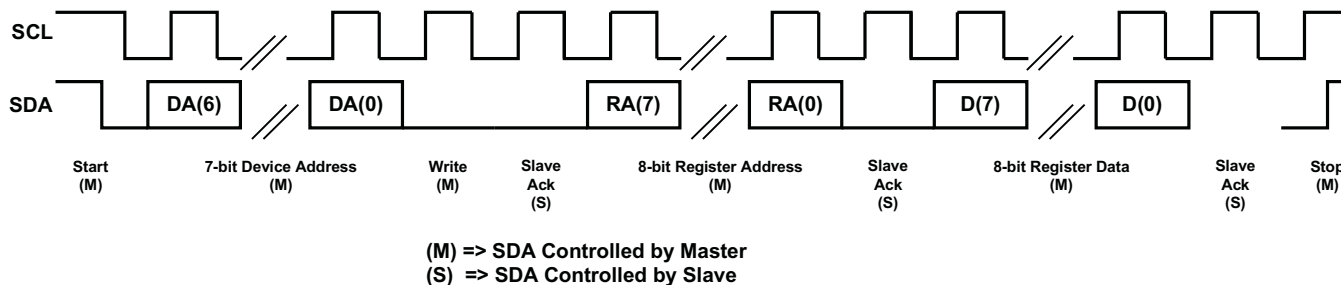 SCL
SDA
DA(6) DA(0) RA(7) RA(0) D(7) D(0)
Start
(M)
7-bit Device Address
(M)
Write
(M)
Slave
Ack
(S)
8-bit Register Address
(M)
Slave
Ack
(S)
8-bit Register Data
(M)
Slave
Ack
(S)
Stop
(M)
(M) => SDA Controlled by Master
(S) => SDA Controlled by Slave